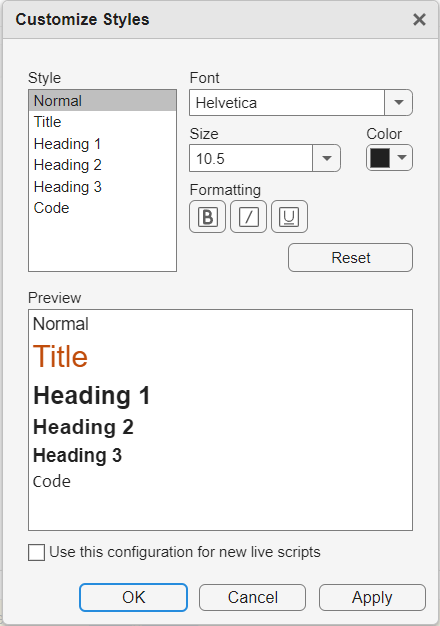 Customize Styles
Style
Font
Normal
Title
Heading 1
Heading 2
Heading 3
Code
Helvetica
Size
Color
10.5
Formatting
B I U
Reset
Preview
Normal
Title
Heading 1
Heading 2
Heading 3
Code
Use this configuration for new live scripts
OK Cancel Apply